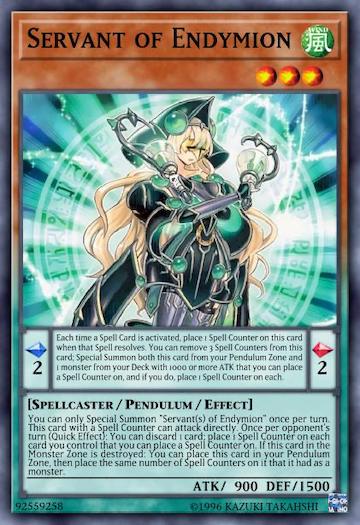 SERVANT OF ENDYMION
WIND
風
Each time a Spell Card is activated, place 1 Spell Counter on this card
when that Spell resolves. You can remove 3 Spell Counters from this
card; Special Summon both this card from your Pendulum Zone and
1 monster from your Deck with 1000 or more ATK that you can place
a Spell Counter on, and if you do, place 1 Spell Counter on each.
2
2
[SPELLCASTER / PENDULUM / EFFECT]
You can only Special Summon "Servant(s) of Endymion" once per turn.
This card with a Spell Counter can attack directly. Once per opponent's
turn (Quick Effect): You can discard 1 card; place 1 Spell Counter on each
card you control that you can place a Spell Counter on. If this card in the
Monster Zone is destroyed: You can place this card in your Pendulum
Zone, then place the same number of Spell Counters on it that it had as a
monster.
ATK/ 900 DEF/1500
92559258
©1996 KAZUKI TAKAHSHI